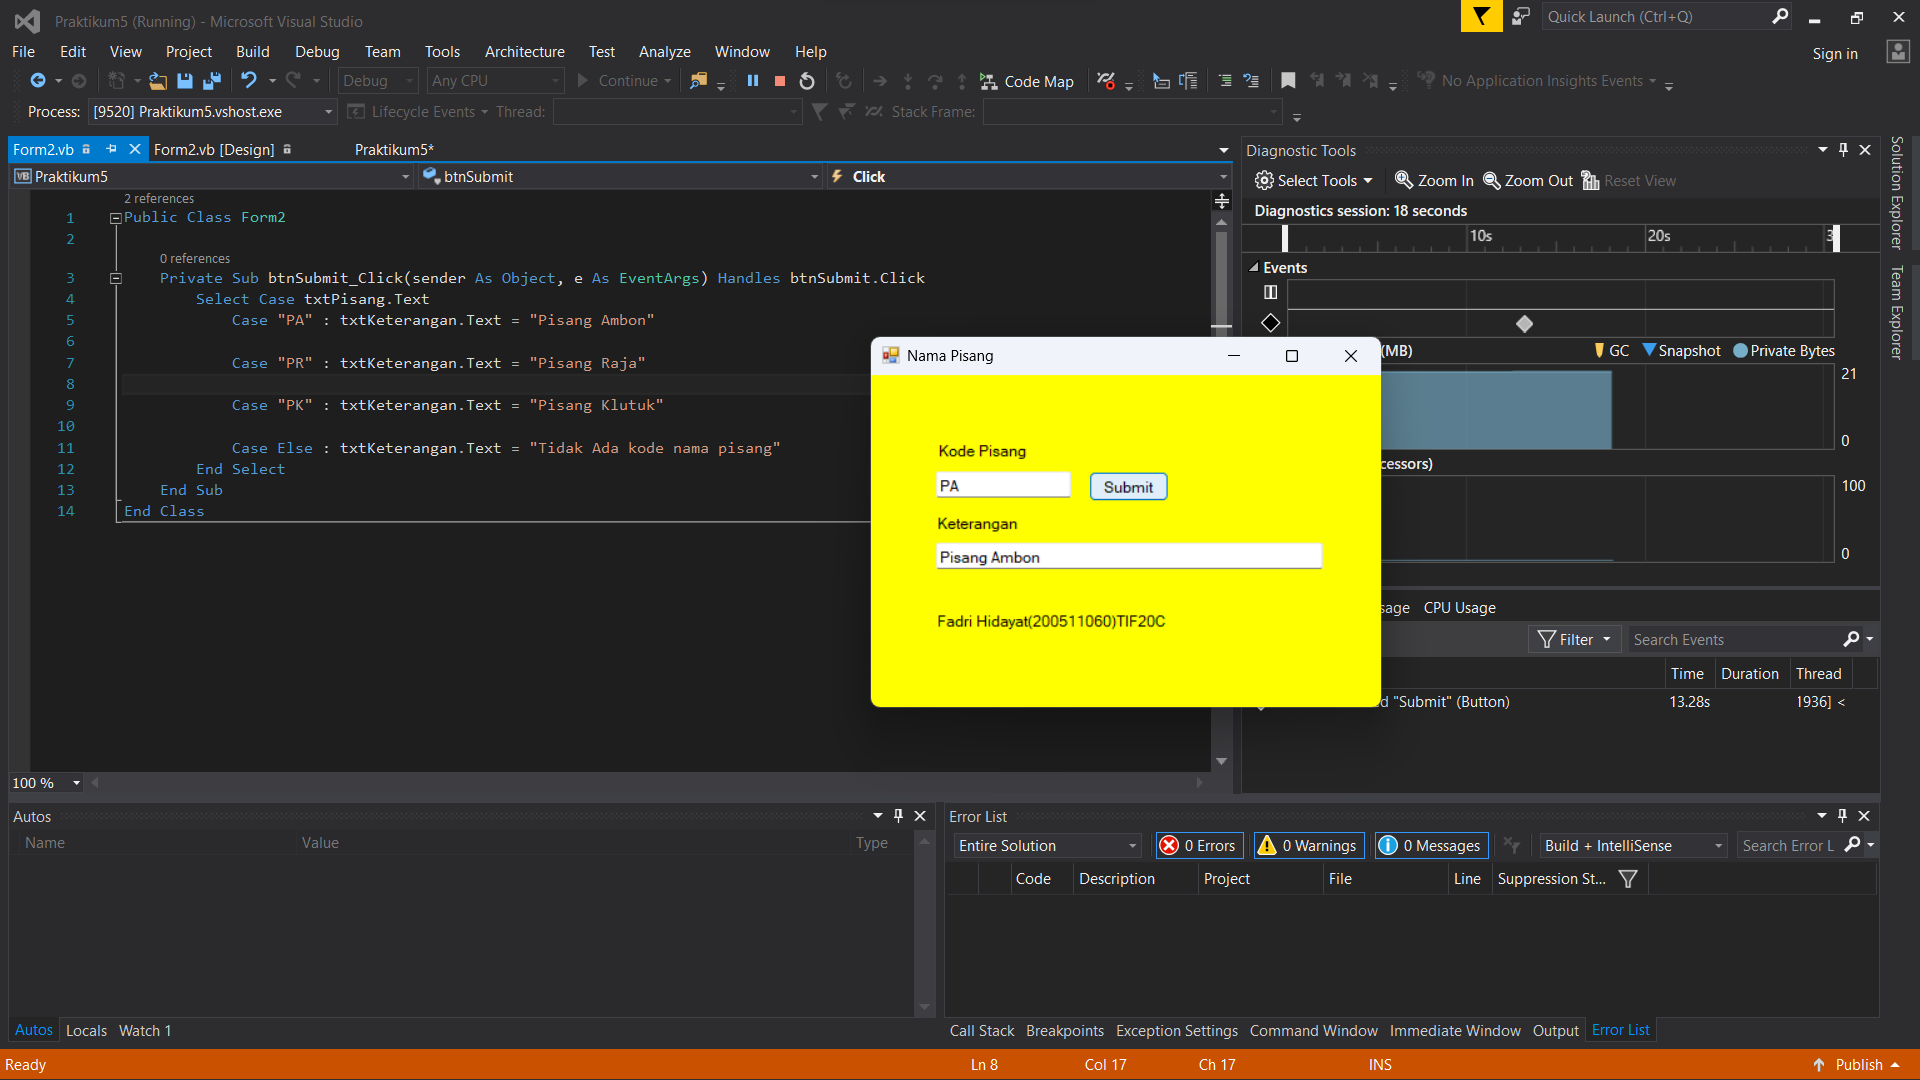 Praktikum5 (Running) - Microsoft Visual Studio
Quick Launch (Ctrl+Q)
File Edit View Project Build Debug Team Tools Architecture Test Analyze Window Help
Sign in
Debug Any CPU Continue Code Map No Application Insights Events
Process: [9520] Praktikum5.vshost.exe Lifecycle Events Thread: Stack Frame:
Form2.vb Form2.vb [Design] Praktikum5*
Praktikum5 btnSubmit Click
2 references
1 Public Class Form2
2
0 references
3 Private Sub btnSubmit_Click(sender As Object, e As EventArgs) Handles btnSubmit.Click
4 Select Case txtPisang.Text
5 Case "PA" : txtKeterangan.Text = "Pisang Ambon"
6
7 Case "PR" : txtKeterangan.Text = "Pisang Raja"
8
9 Case "PK" : txtKeterangan.Text = "Pisang Klutuk"
10
11 Case Else : txtKeterangan.Text = "Tidak Ada kode nama pisang"
12 End Select
13 End Sub
14 End Class
100 %
Nama Pisang
Kode Pisang
PA Submit
Keterangan
Pisang Ambon
Fadri Hidayat(200511060)TIF20C
Diagnostic Tools
Select Tools Zoom In Zoom Out Reset View
Diagnostics session: 18 seconds
10s 20s 3
Events
(MB) GC Snapshot Private Bytes
21
0
cessors)
100
0
sage CPU Usage
Filter Search Events
Time Duration Thread
d "Submit" (Button) 13.28s 1936] <
Solution Explorer
Team Explorer
Autos
Name Value Type
Autos Locals Watch 1
Error List
Entire Solution 0 Errors 0 Warnings 0 Messages Build + IntelliSense Search Error L
Code Description Project File Line Suppression St...
Call Stack Breakpoints Exception Settings Command Window Immediate Window Output Error List
Ready Ln 8 Col 17 Ch 17 INS Publish